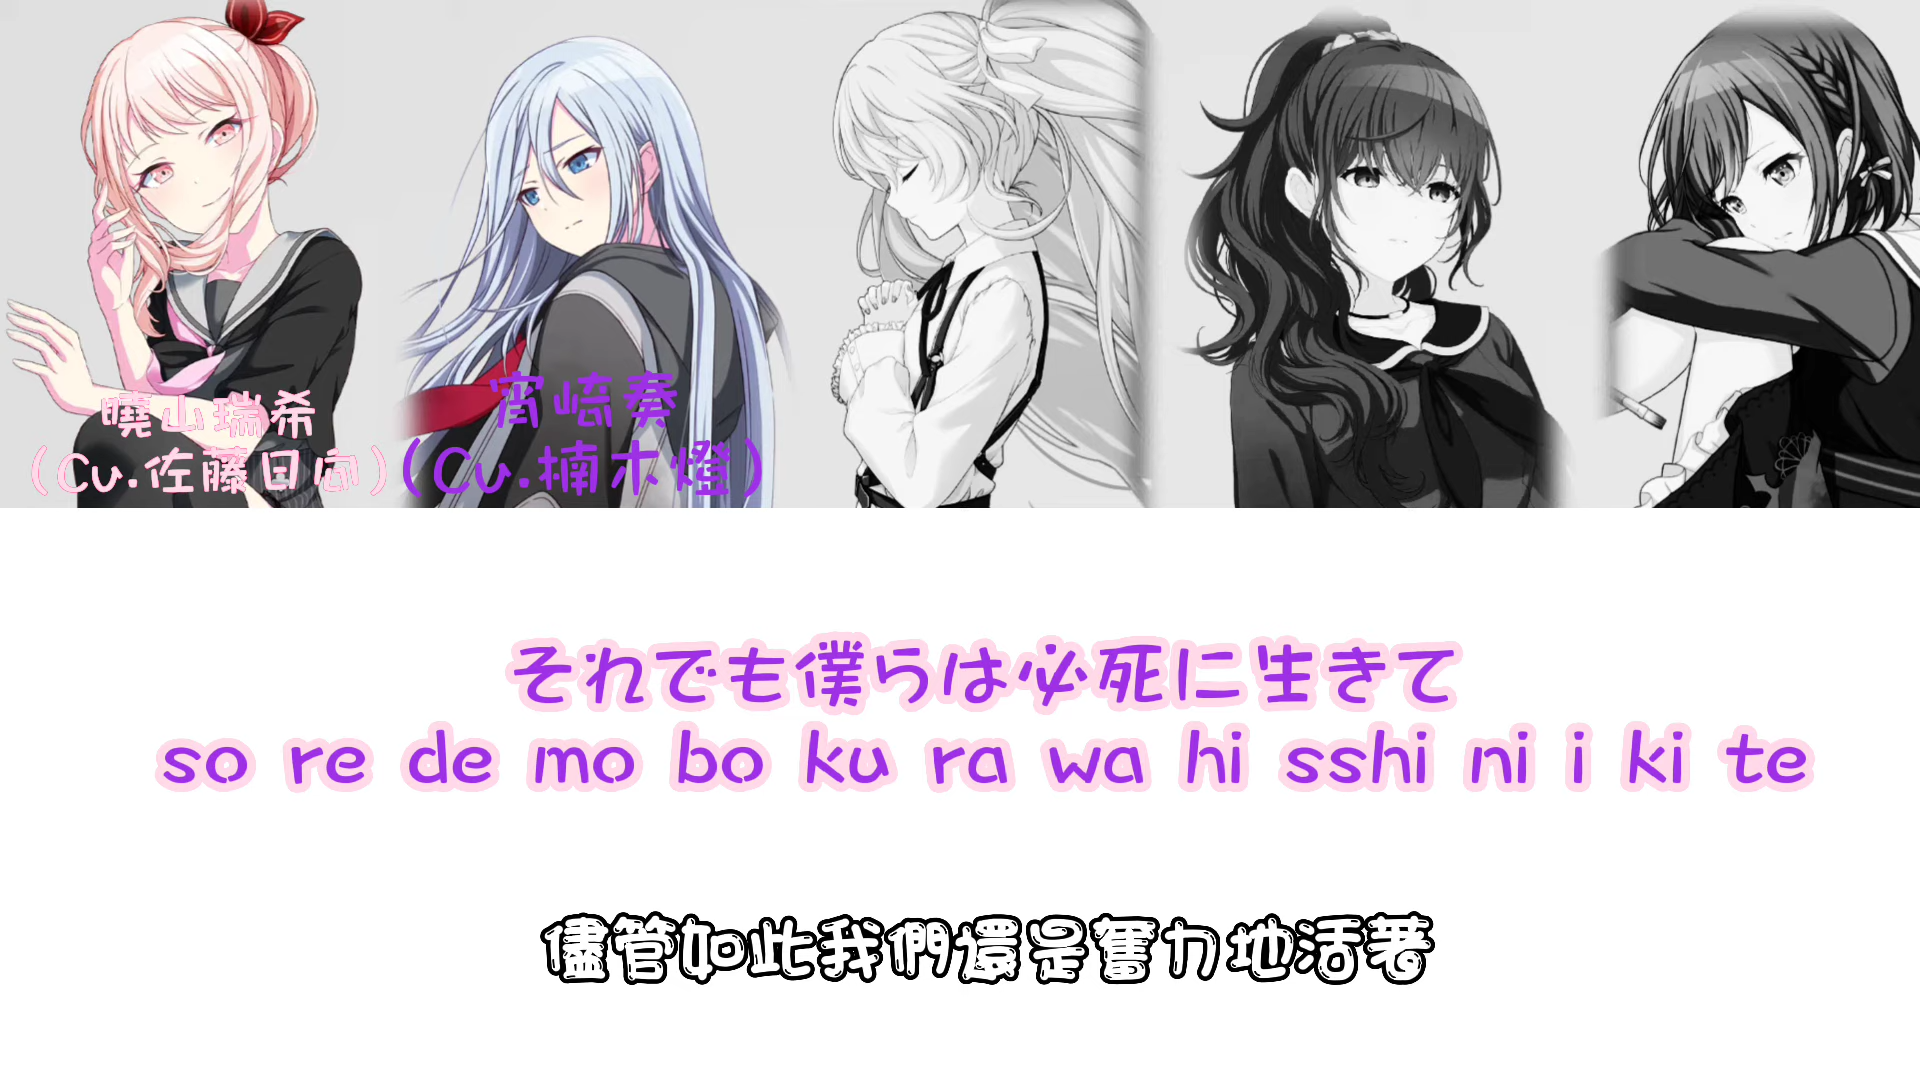 曉山瑞希
(Cv.佐藤日向)
宵崎奏
(Cv.楠木燈)
それでも僕らは必死に生きて
so re de mo bo ku ra wa hi sshi ni i ki te
儘管如此我們還是奮力地活著